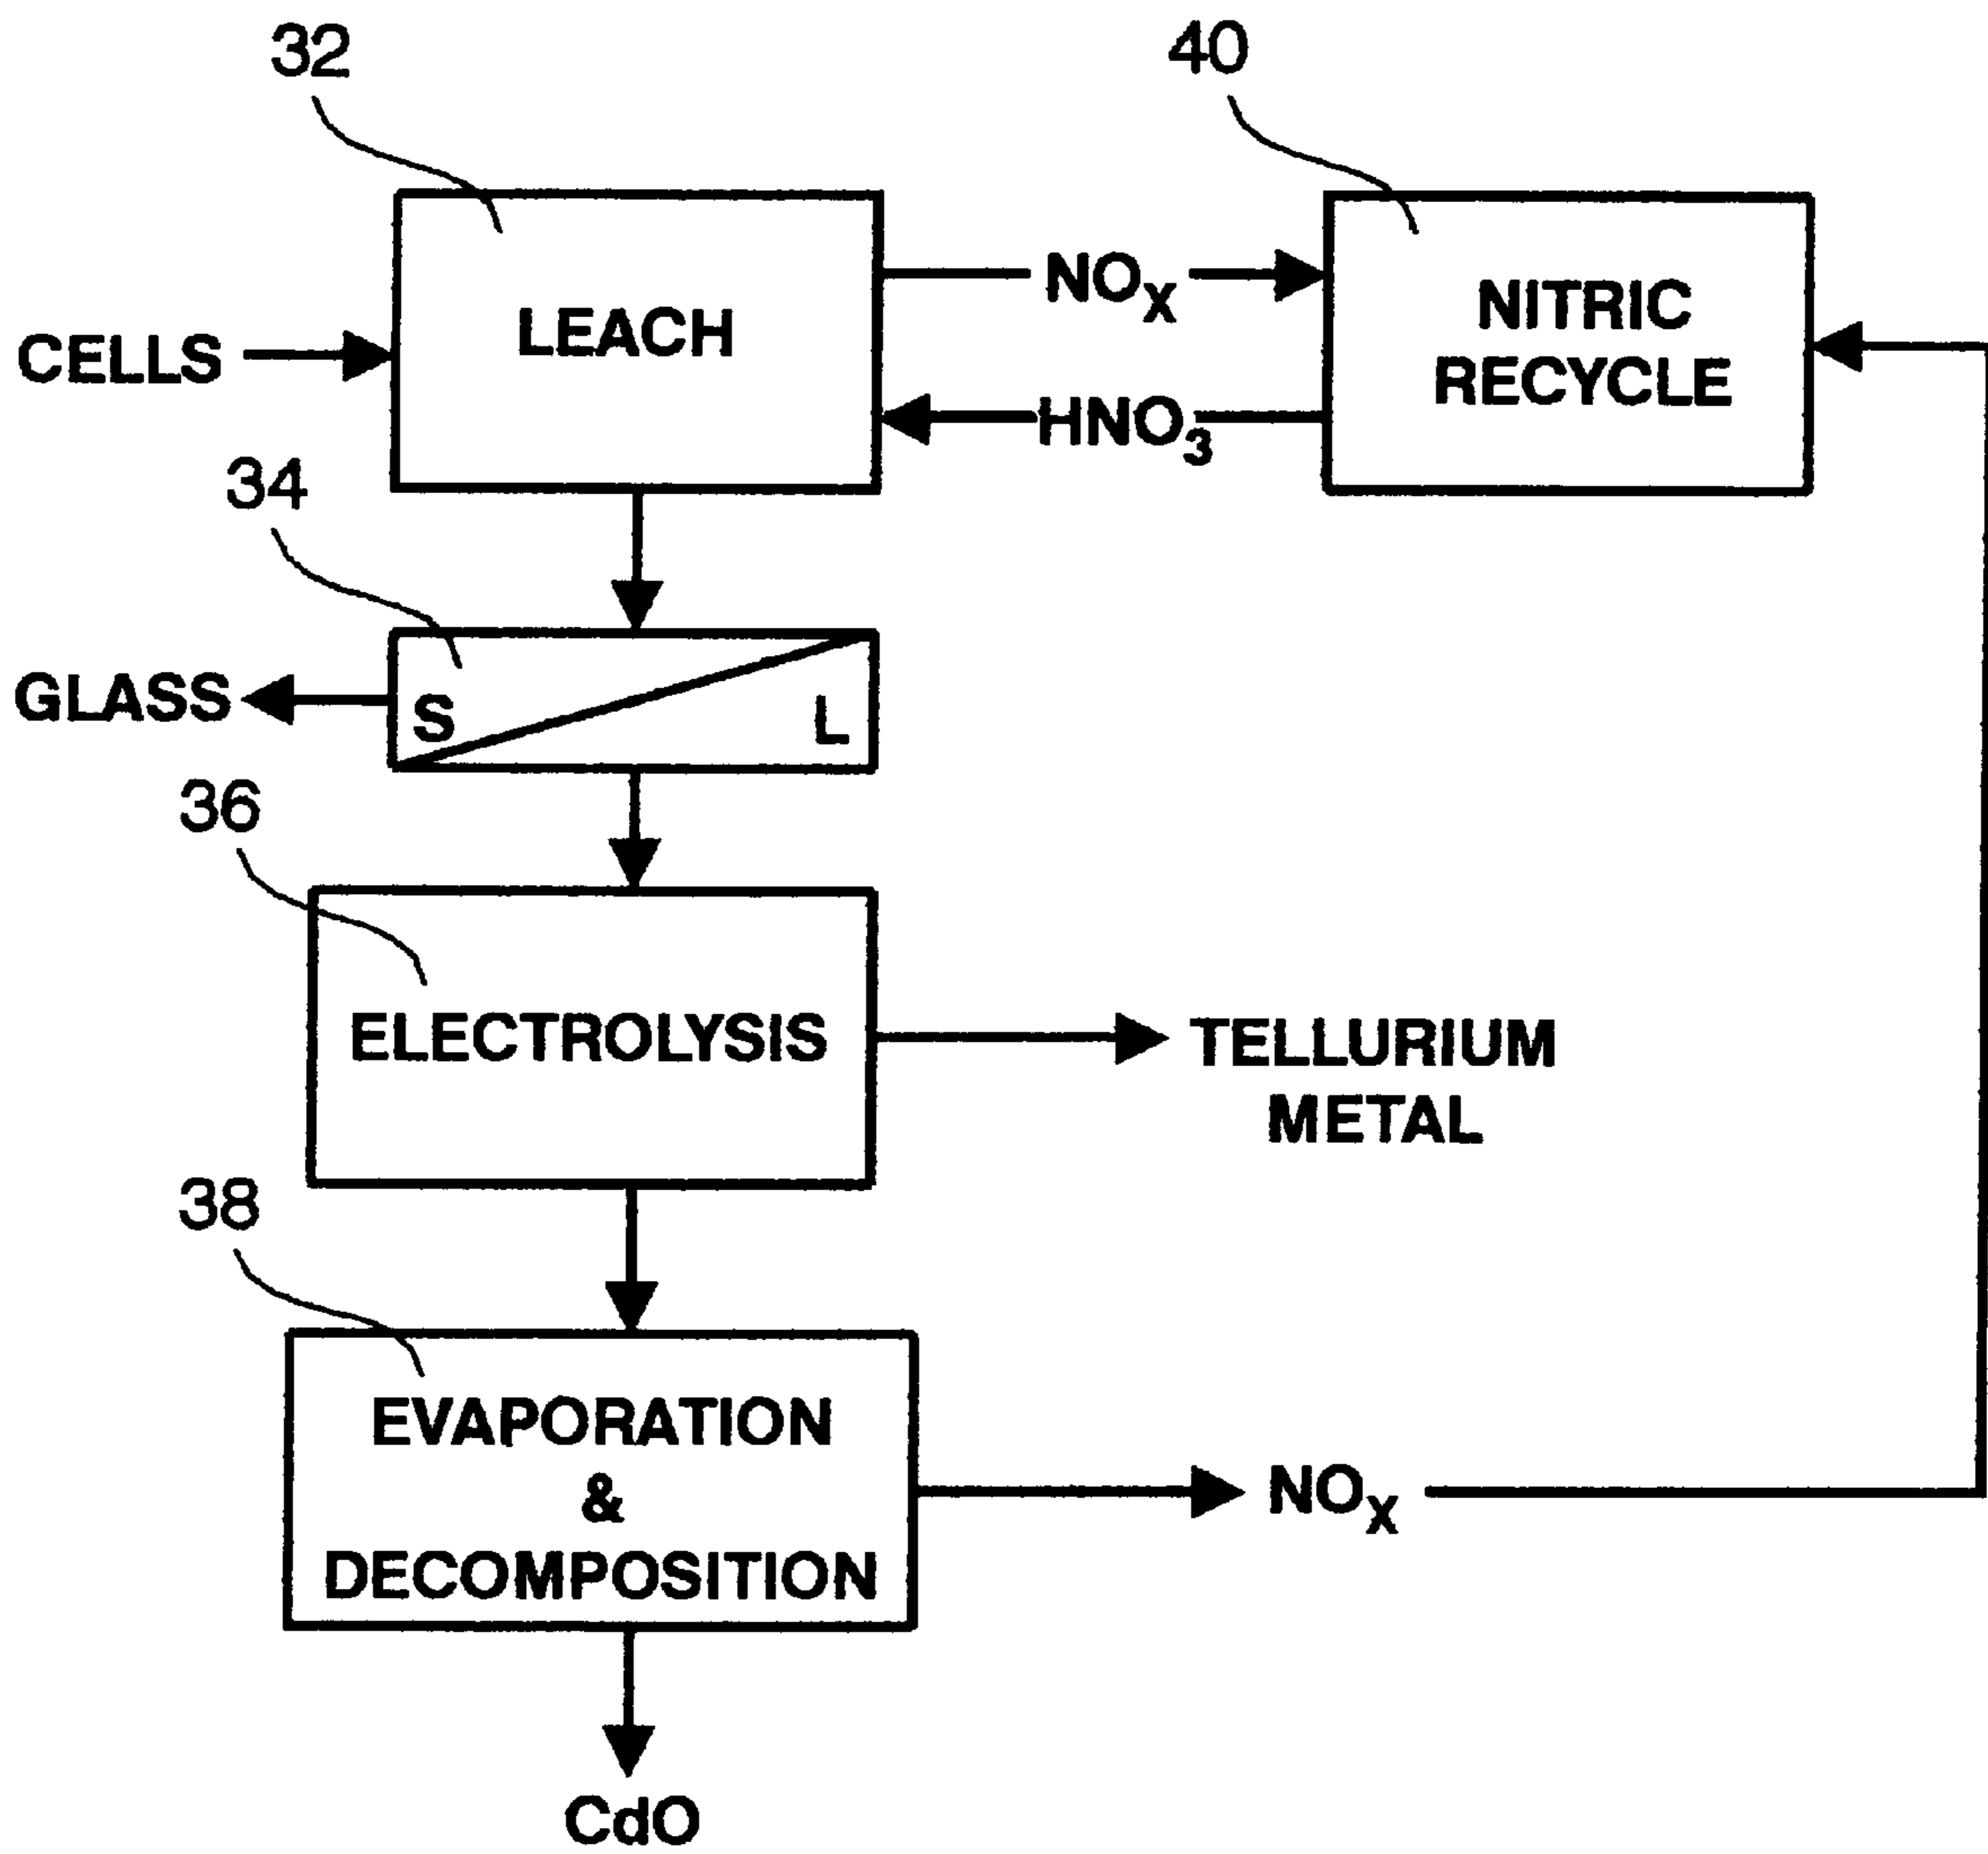 32
40
LEACH
NOX
NITRIC
RECYCLE
CELLS
HNO3
34
GLASS
S
L
36
ELECTROLYSIS
TELLURIUM
METAL
38
EVAPORATION
&
DECOMPOSITION
NOX
CdO